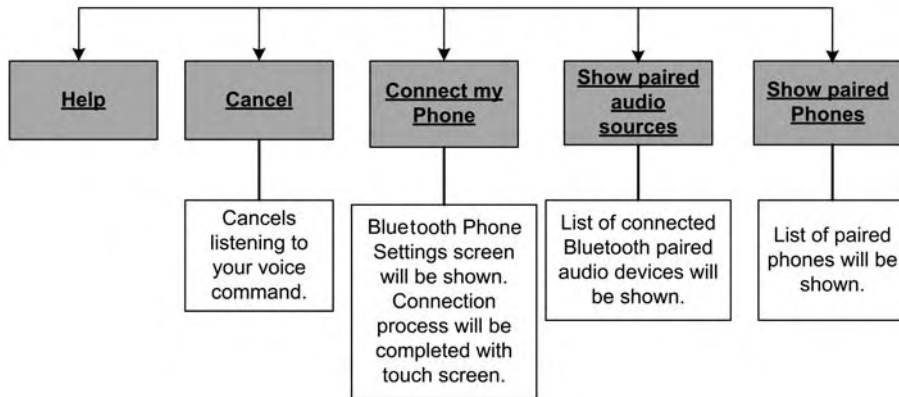 Help
Cancel
Connect my
Phone
Show paired
audio
sources
Show paired
Phones
Cancels
listening to
your voice
command.
Bluetooth Phone
Settings screen
will be shown.
Connection
process will be
completed with
touch screen.
List of connected
Bluetooth paired
audio devices will
be shown.
List of paired
phones will be
shown.